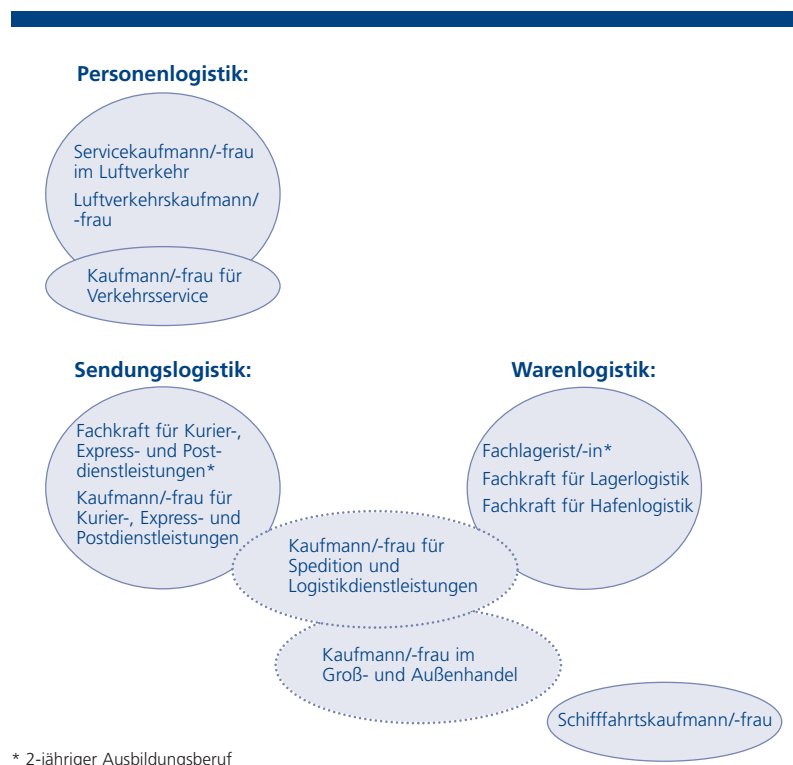 Personenlogistik:
Servicekaufmann/-frau
im Luftverkehr
Luftverkehrskaufmann/
-frau
Kaufmann/-frau für
Verkehrsservice
Sendungslogistik:
Fachkraft für Kurier-,
Express- und Post-
dienstleistungen*
Kaufmann/-frau für
Kurier-, Express- und
Postdienstleistungen
Warenlogistik:
Fachlagerist/-in*
Fachkraft für Lagerlogistik
Fachkraft für Hafenlogistik
Kaufmann/-frau für
Spedition und
Logistikdienstleistungen
Kaufmann/-frau im
Groß- und Außenhandel
Schifffahrtskaufmann/-frau
* 2-jähriger Ausbildungsberuf